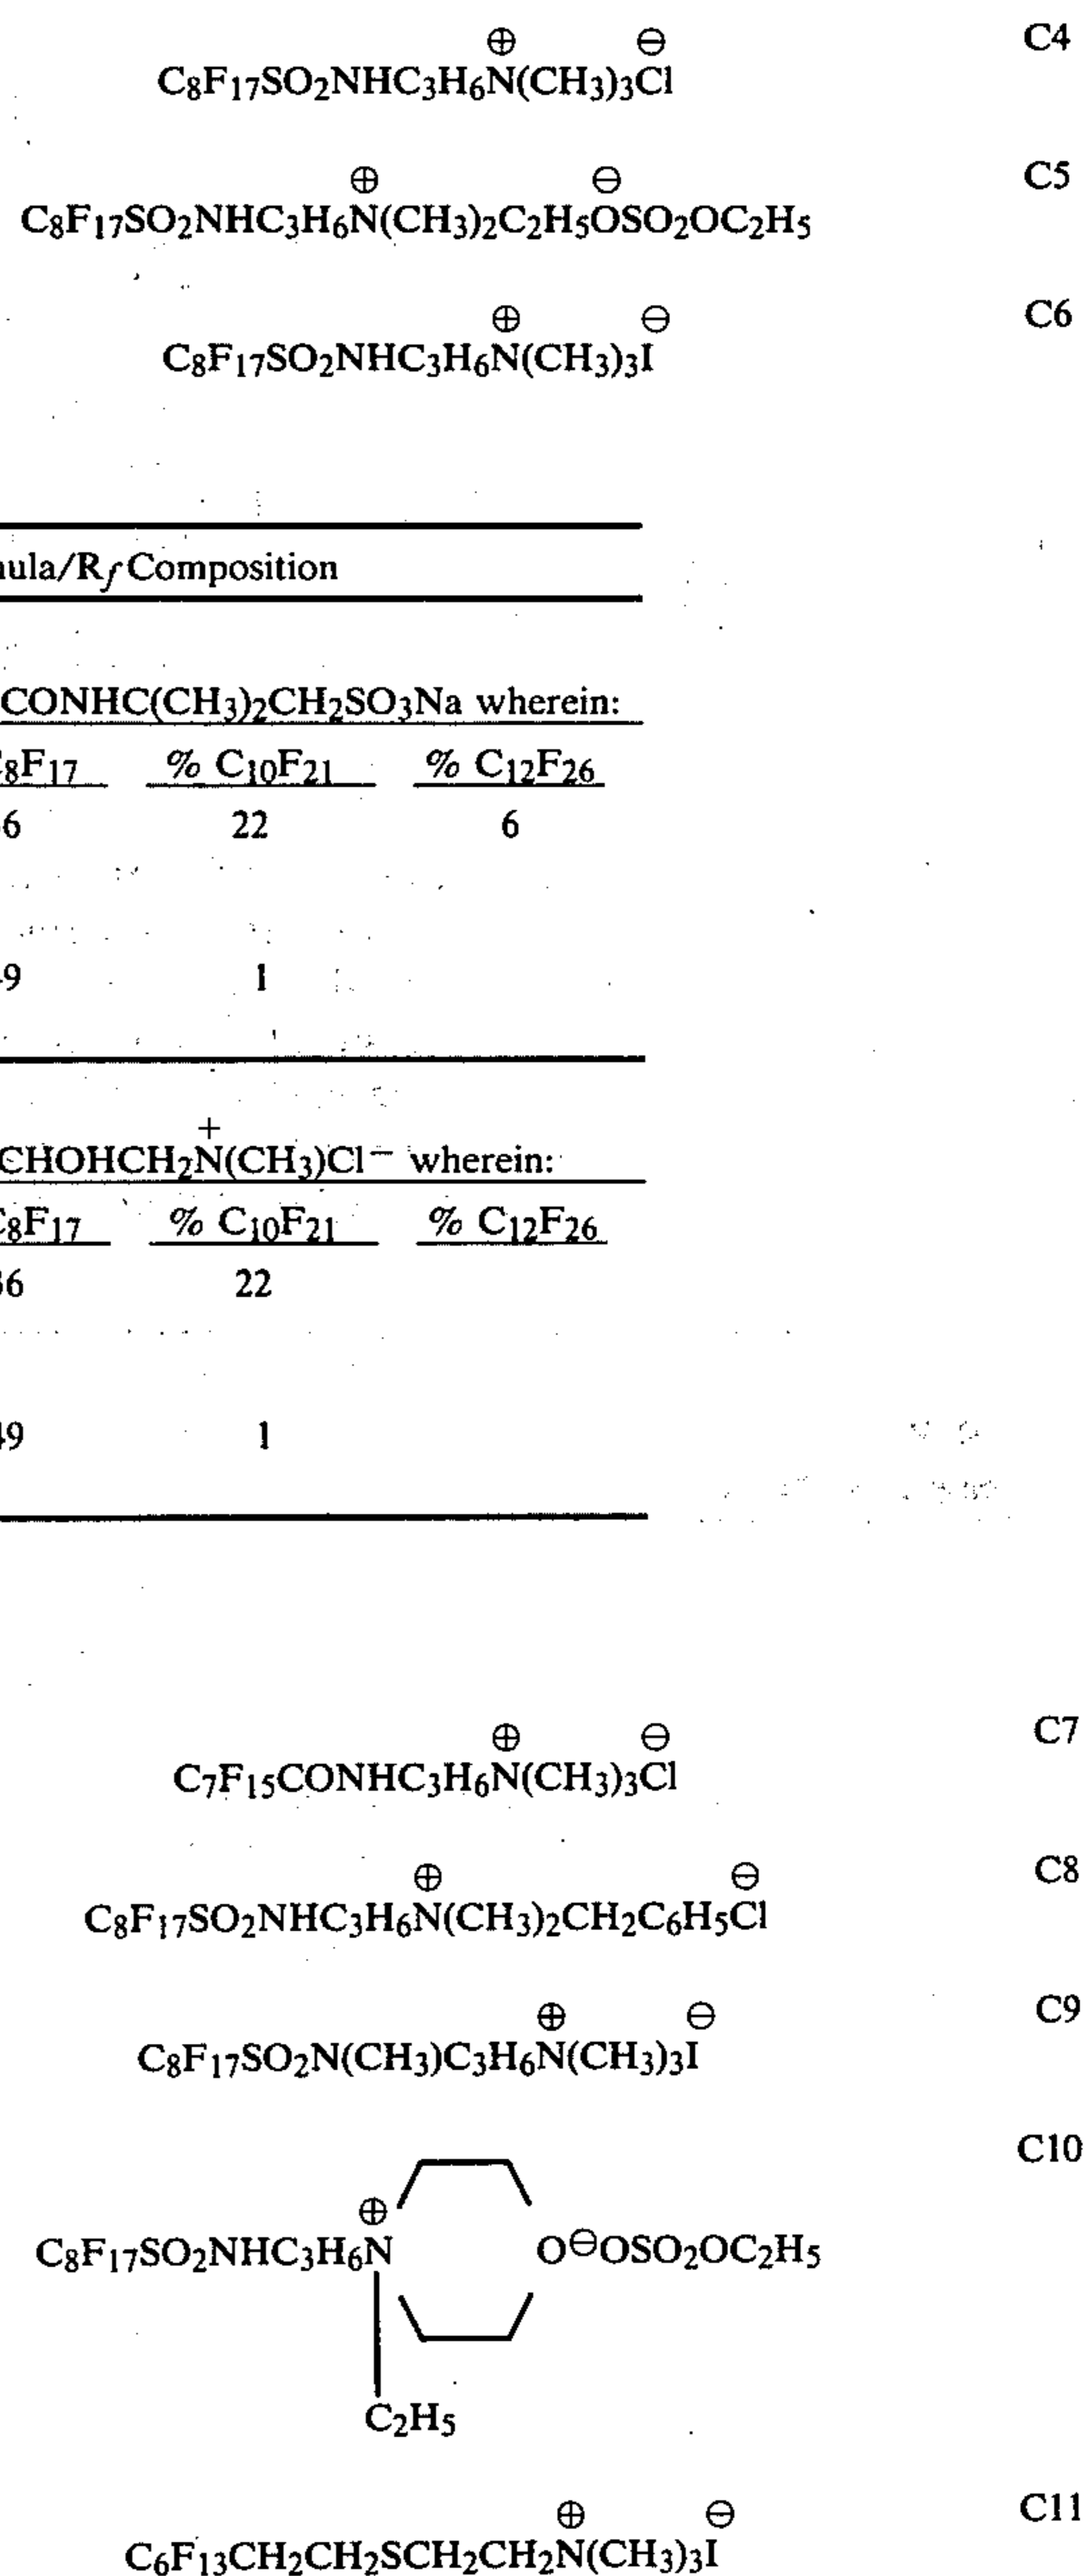 C4
⊕ ⊖
C8F17SO2NHC3H6N(CH3)3Cl
C5
⊕ ⊖
C8F17SO2NHC3H6N(CH3)2C2H5OSO2OC2H5
C6
⊕ ⊖
C8F17SO2NHC3H6N(CH3)3I
Rf Composition
CONHC(CH3)2CH2SO3Na wherein:
8F17 % C10F21 % C12F26
6 22 6
9 1
+
CHOHCH2N(CH3)Cl− wherein:
8F17 % C10F21 % C12F26
36 22
49 1
C7
⊕ ⊖
C7F15CONHC3H6N(CH3)3Cl
C8
⊕ ⊖
C8F17SO2NHC3H6N(CH3)2CH2C6H5Cl
C9
⊕ ⊖
C8F17SO2N(CH3)C3H6N(CH3)3I
C10
⊕
C8F17SO2NHC3H6N O⊖OSO2OC2H5
C2H5
C11
⊕ ⊖
C6F13CH2CH2SCH2CH2N(CH3)3I